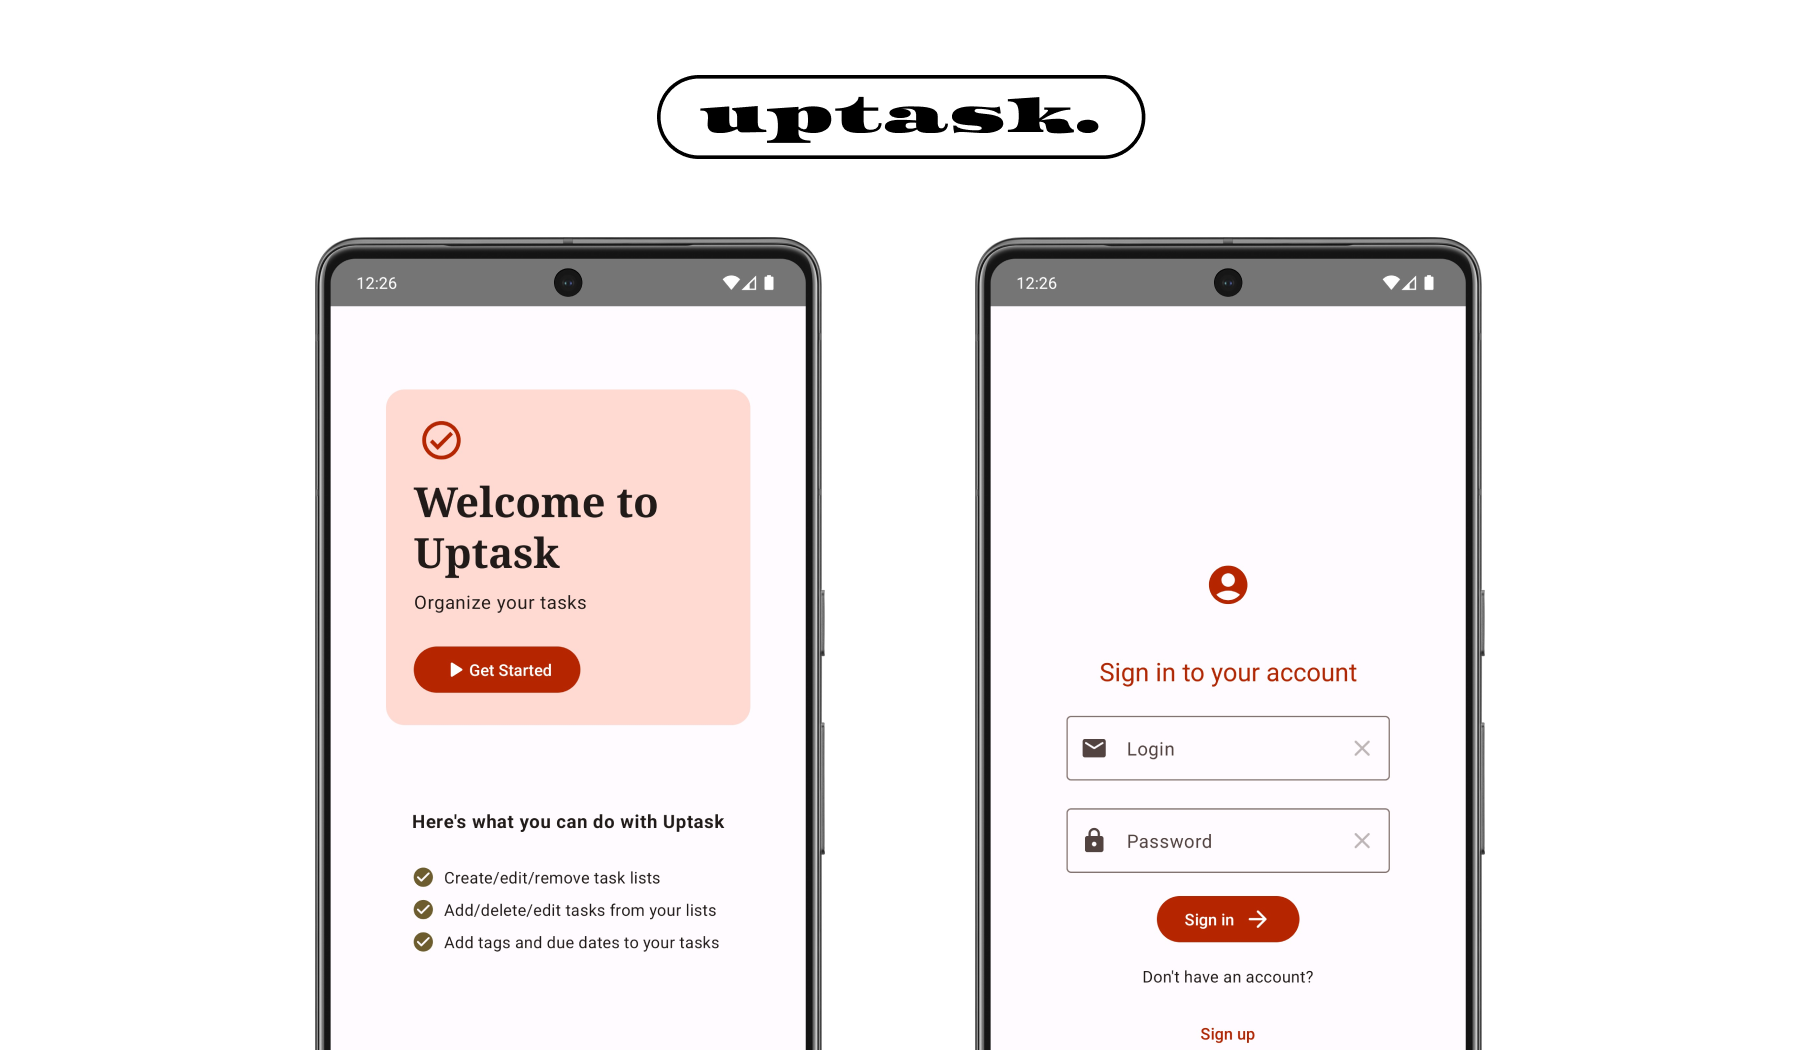 uptask.
12:26
Welcome to
Uptask
Organize your tasks
Get Started
Here's what you can do with Uptask
Create/edit/remove task lists
Add/delete/edit tasks from your lists
Add tags and due dates to your tasks
12:26
Sign in to your account
Login
Password
Sign in
Don't have an account?
Sign up